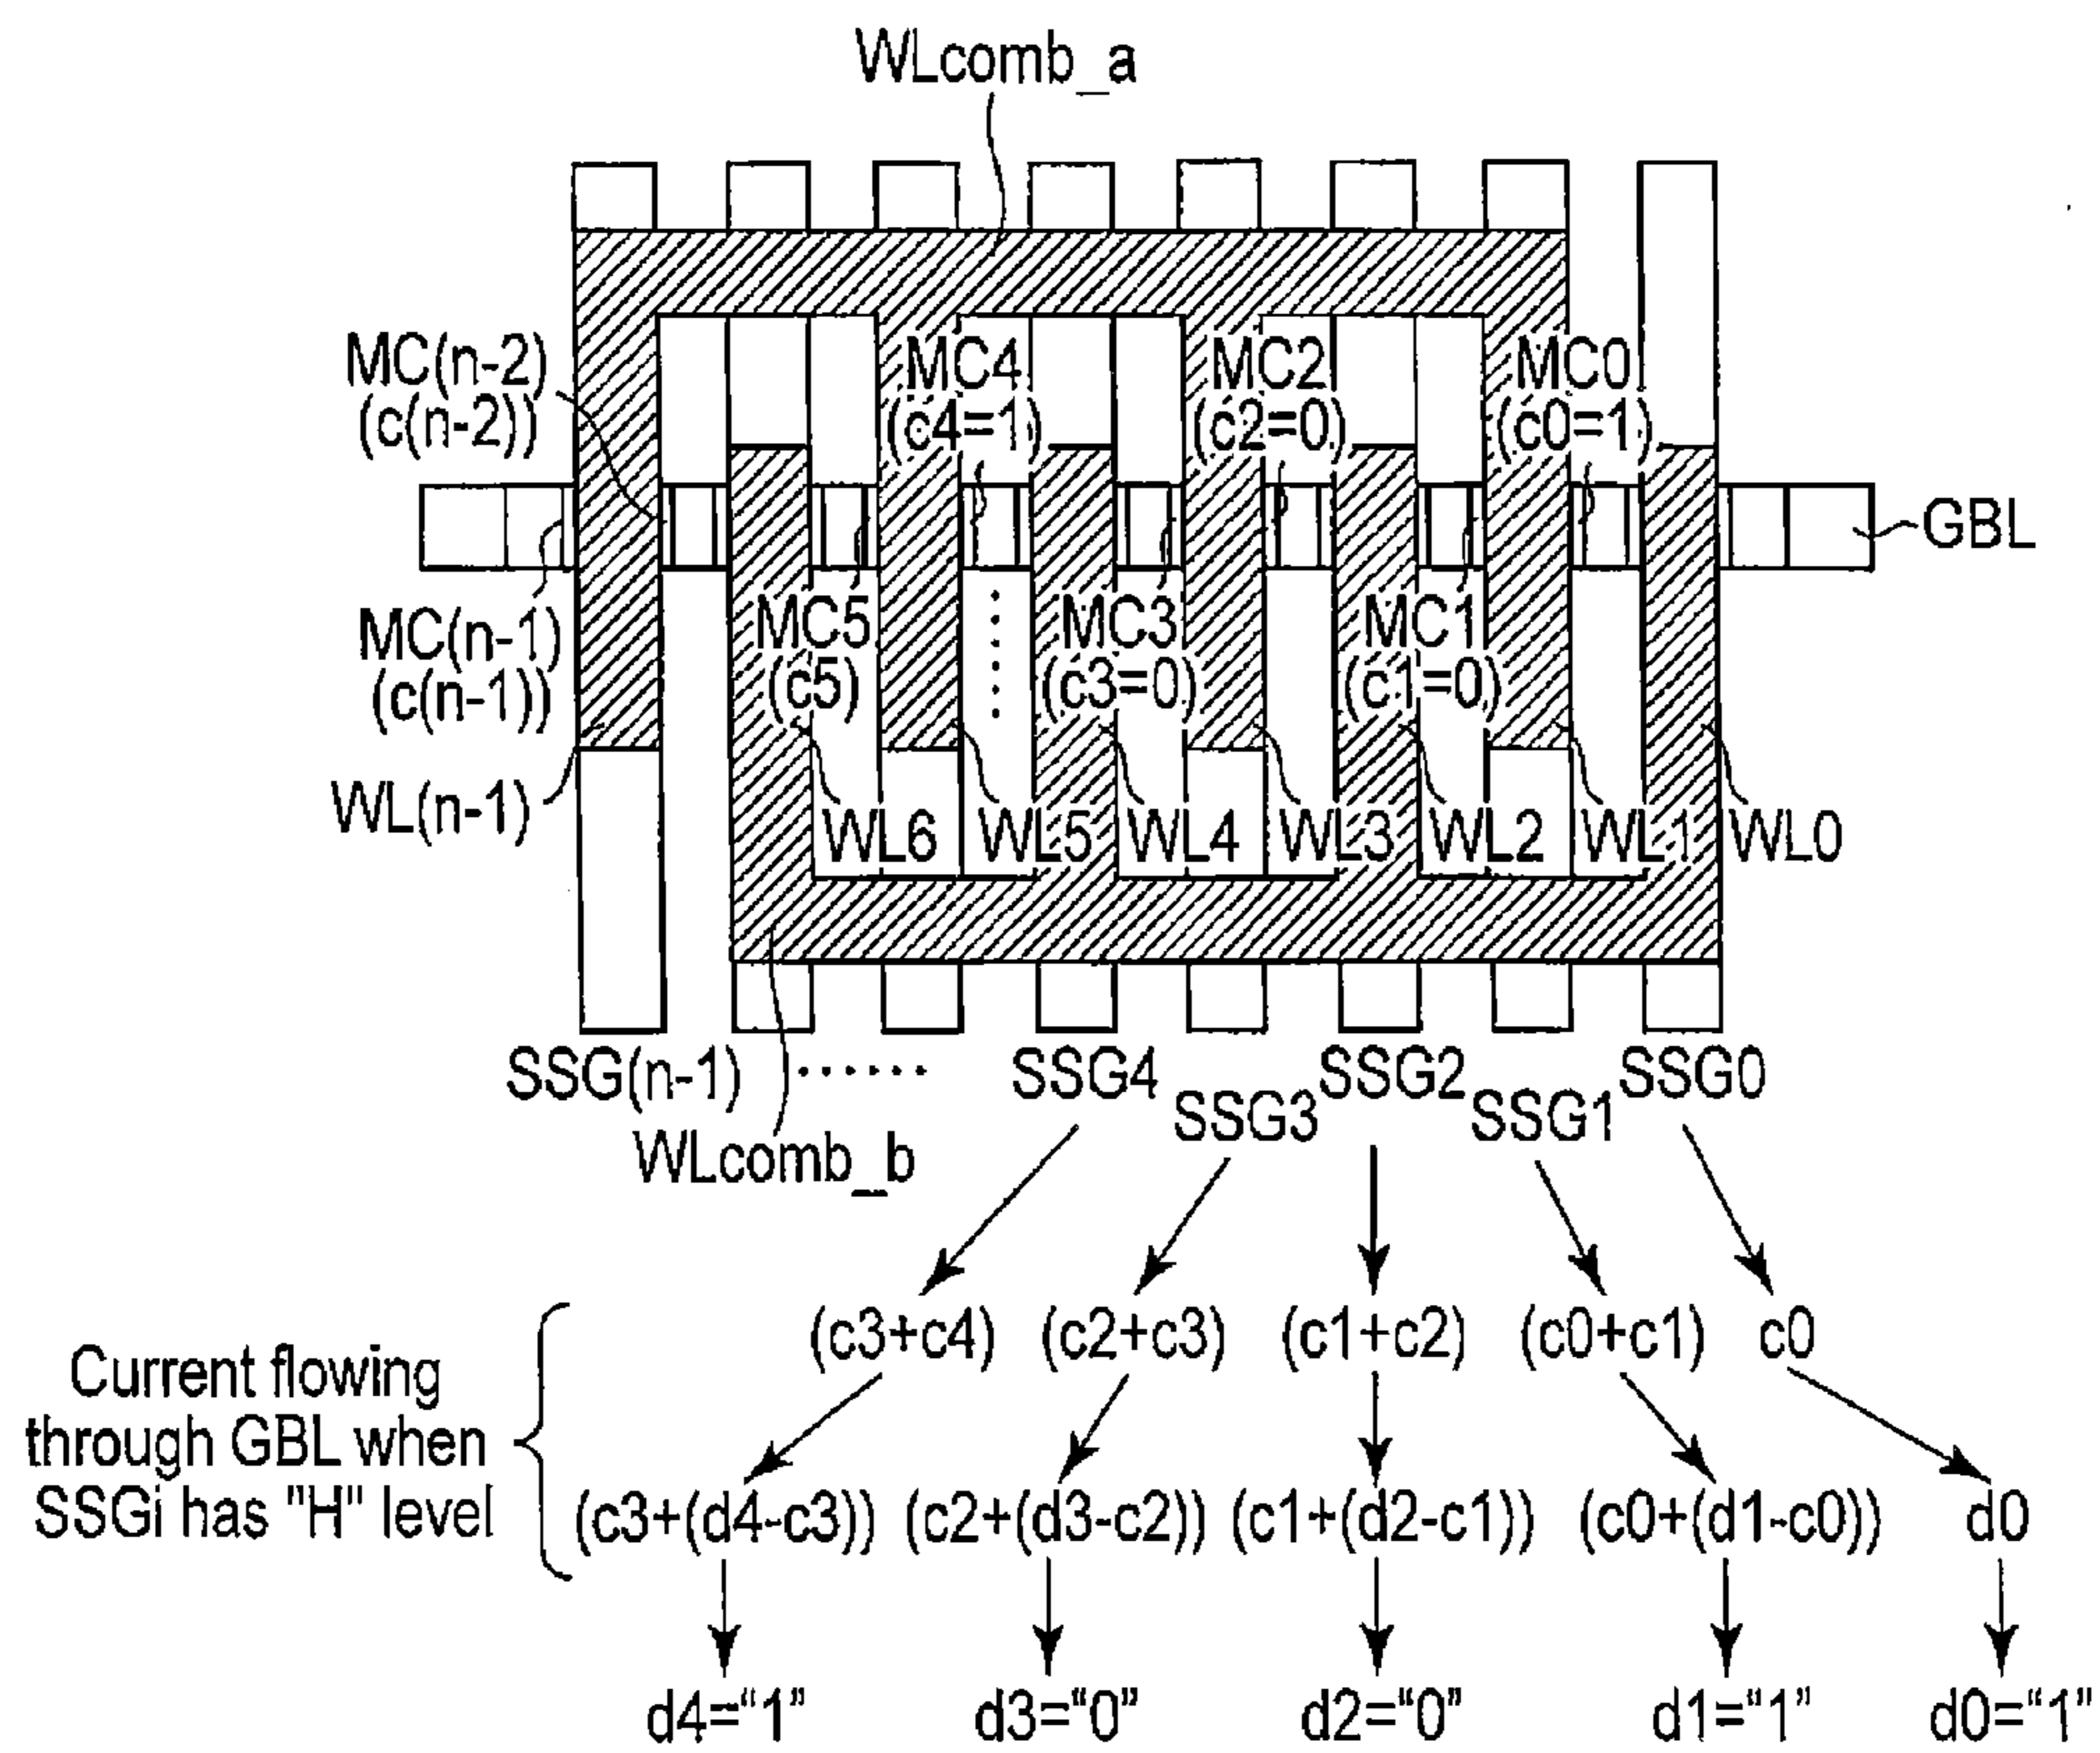 WLcomb_a
MC(n-2)
(c(n-2))
MC4
(c4=1)
MC2
(c2=0)
MC0
(c0=1)
GBL
MC(n-1)
(c(n-1))
MC5
(c5)
MC3
(c3=0)
MC1
(c1=0)
WL(n-1)
WL6
WL5
WL4
WL3
WL2
WL1
WL0
SSG(n-1)
SSG4
SSG3
SSG2
SSG1
SSG0
WLcomb_b
Current flowing
through GBL when
SSGi has "H" level
(c3+c4) (c2+c3) (c1+c2) (c0+c1) c0
(c3+(d4-c3)) (c2+(d3-c2)) (c1+(d2-c1)) (c0+(d1-c0)) d0
d4=“1” d3=“0” d2=“0” d1=“1” d0=“1”